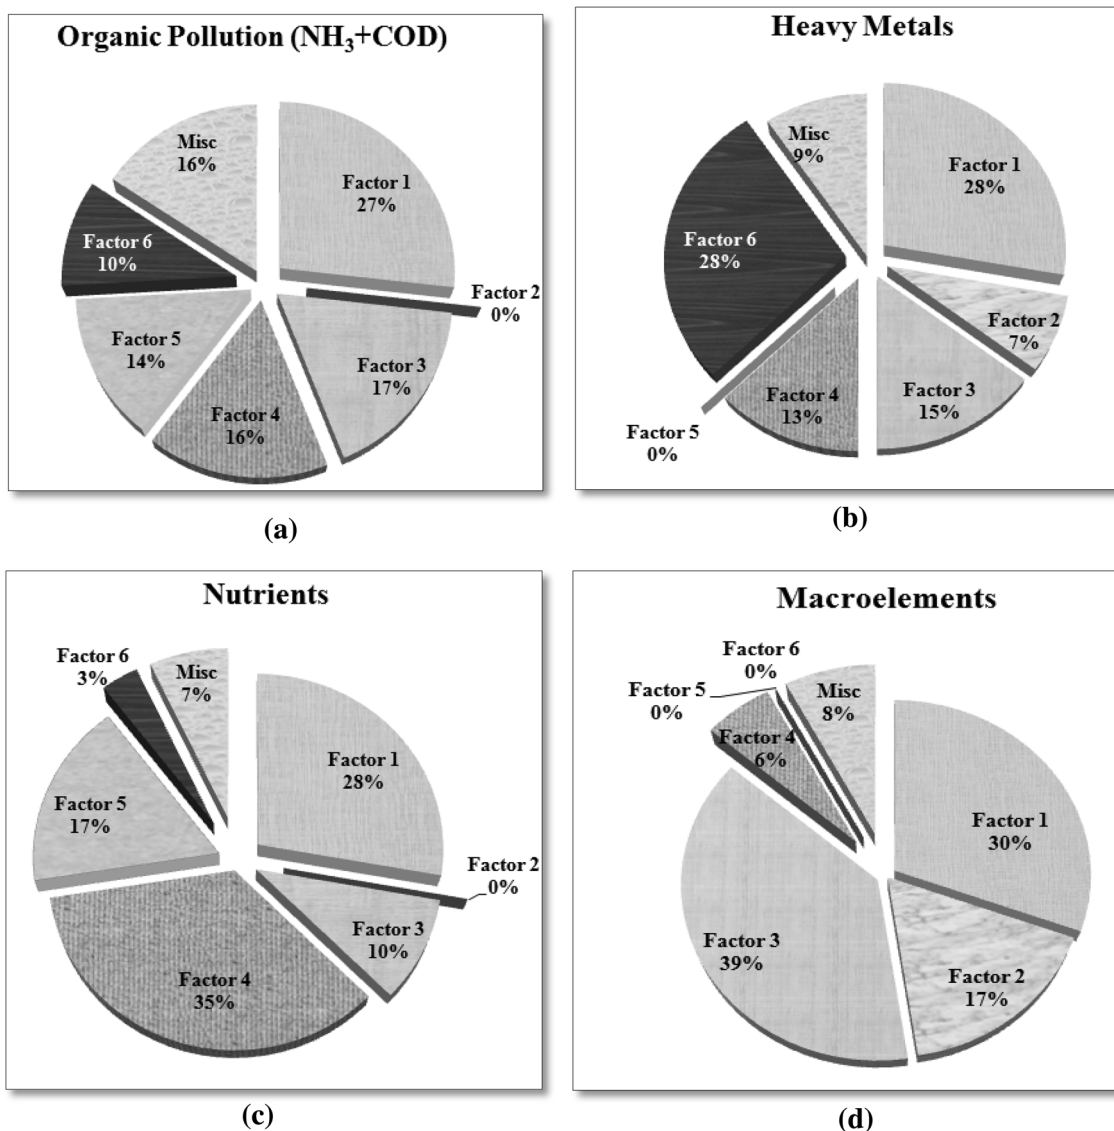 Organic Pollution (NH₃+COD)
Misc
16%
Factor 1
27%
Factor 6
10%
Factor 2
0%
Factor 5
14%
Factor 3
17%
Factor 4
16%
(a)
Heavy Metals
Misc
9%
Factor 1
28%
Factor 6
28%
Factor 2
7%
Factor 3
15%
Factor 4
13%
Factor 5
0%
(b)
Nutrients
Factor 6
3%
Misc
7%
Factor 1
28%
Factor 5
17%
Factor 2
0%
Factor 3
10%
Factor 4
35%
(c)
Macroelements
Factor 6
0%
Factor 5
0%
Misc
8%
Factor 4
6%
Factor 1
30%
Factor 3
39%
Factor 2
17%
(d)